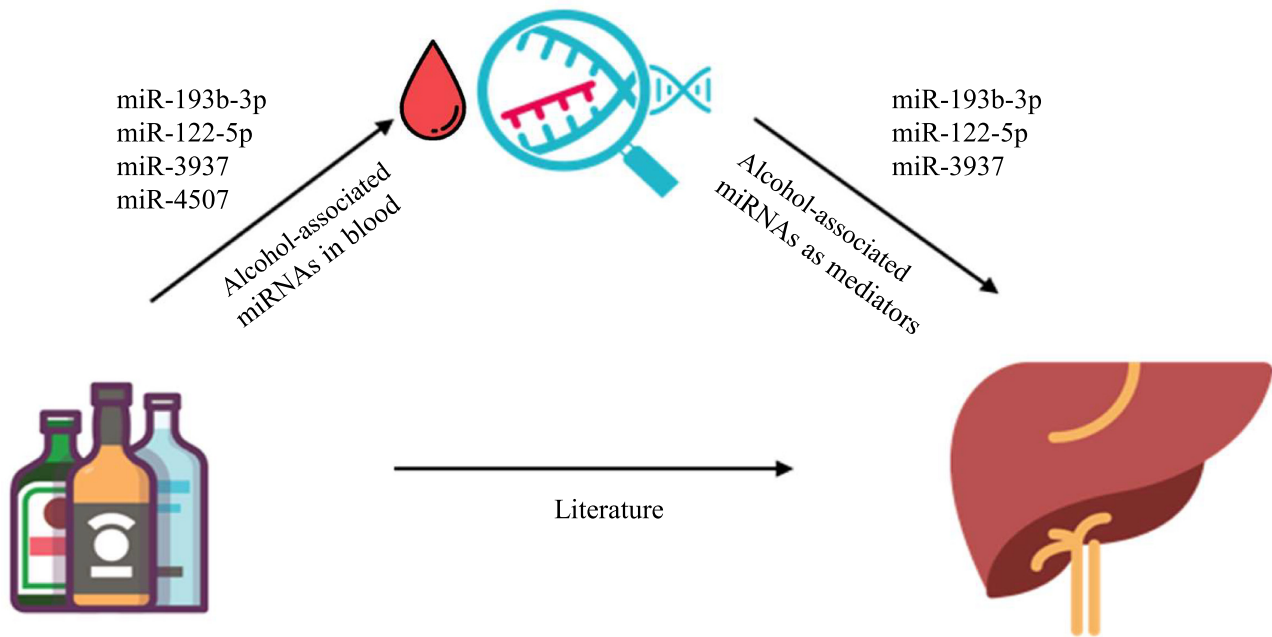 miR-193b-3p
miR-122-5p
miR-3937
miR-4507
Alcohol-associated
miRNAs in blood
miR-193b-3p
miR-122-5p
miR-3937
Alcohol-associated
miRNAs as mediators
Literature